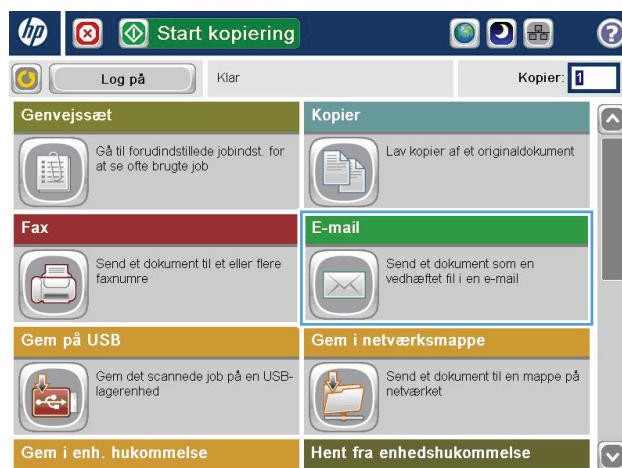 hp
Start kopiering
?
Log på
Klar
Kopier: 1
Genvejssæt
Gå til forudindstillede jobindst. for
at se ofte brugte job
Kopier
Lav kopier af et originaldokument
Fax
Send et dokument til et eller flere
faxnumre
E-mail
Send et dokument som en
vedhæftet fil i en e-mail
Gem på USB
Gem det scannede job på en USB-
lagerenhed
Gem i netværksmappe
Send et dokument til en mappe på
netværket
Gem i enh. hukommelse
Hent fra enhedshukommelse